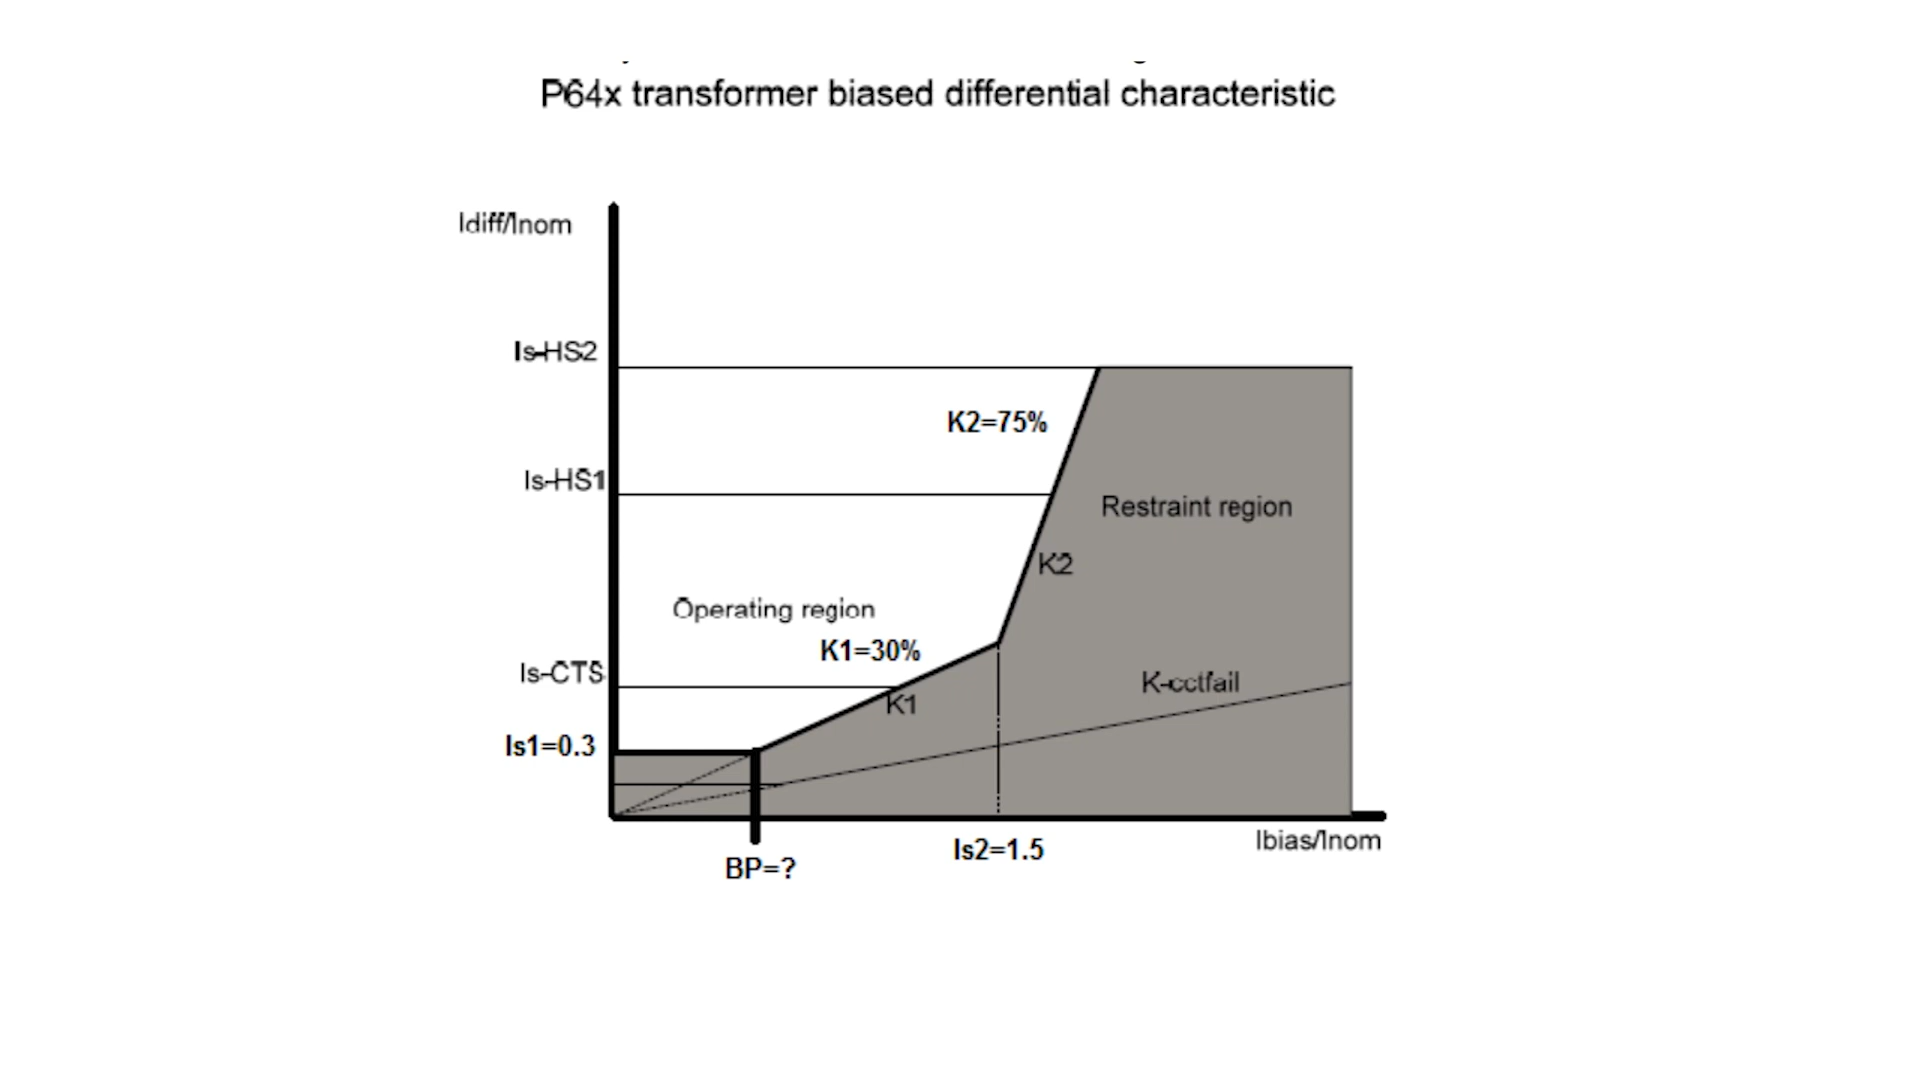 P64x transformer biased differential characteristic
Idiff/Inom
Is-HS2
K2=75%
Is-HS1
Restraint region
K2
Operating region
K1=30%
Is-CTS
K-cctfail
K1
Is1=0.3
Ibias/Inom
Is2=1.5
BP=?